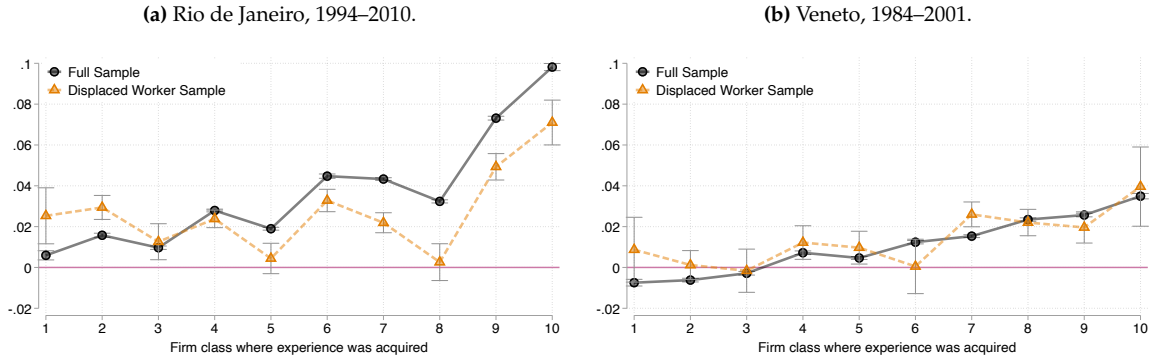 (a) Rio de Janeiro, 1994–2010.
.1
.08
.06
.04
.02
0
-.02
Full Sample
Displaced Worker Sample
1 2 3 4 5 6 7 8 9 10
Firm class where experience was acquired
(b) Veneto, 1984–2001.
.1
.08
.06
.04
.02
0
-.02
Full Sample
Displaced Worker Sample
1 2 3 4 5 6 7 8 9 10
Firm class where experience was acquired